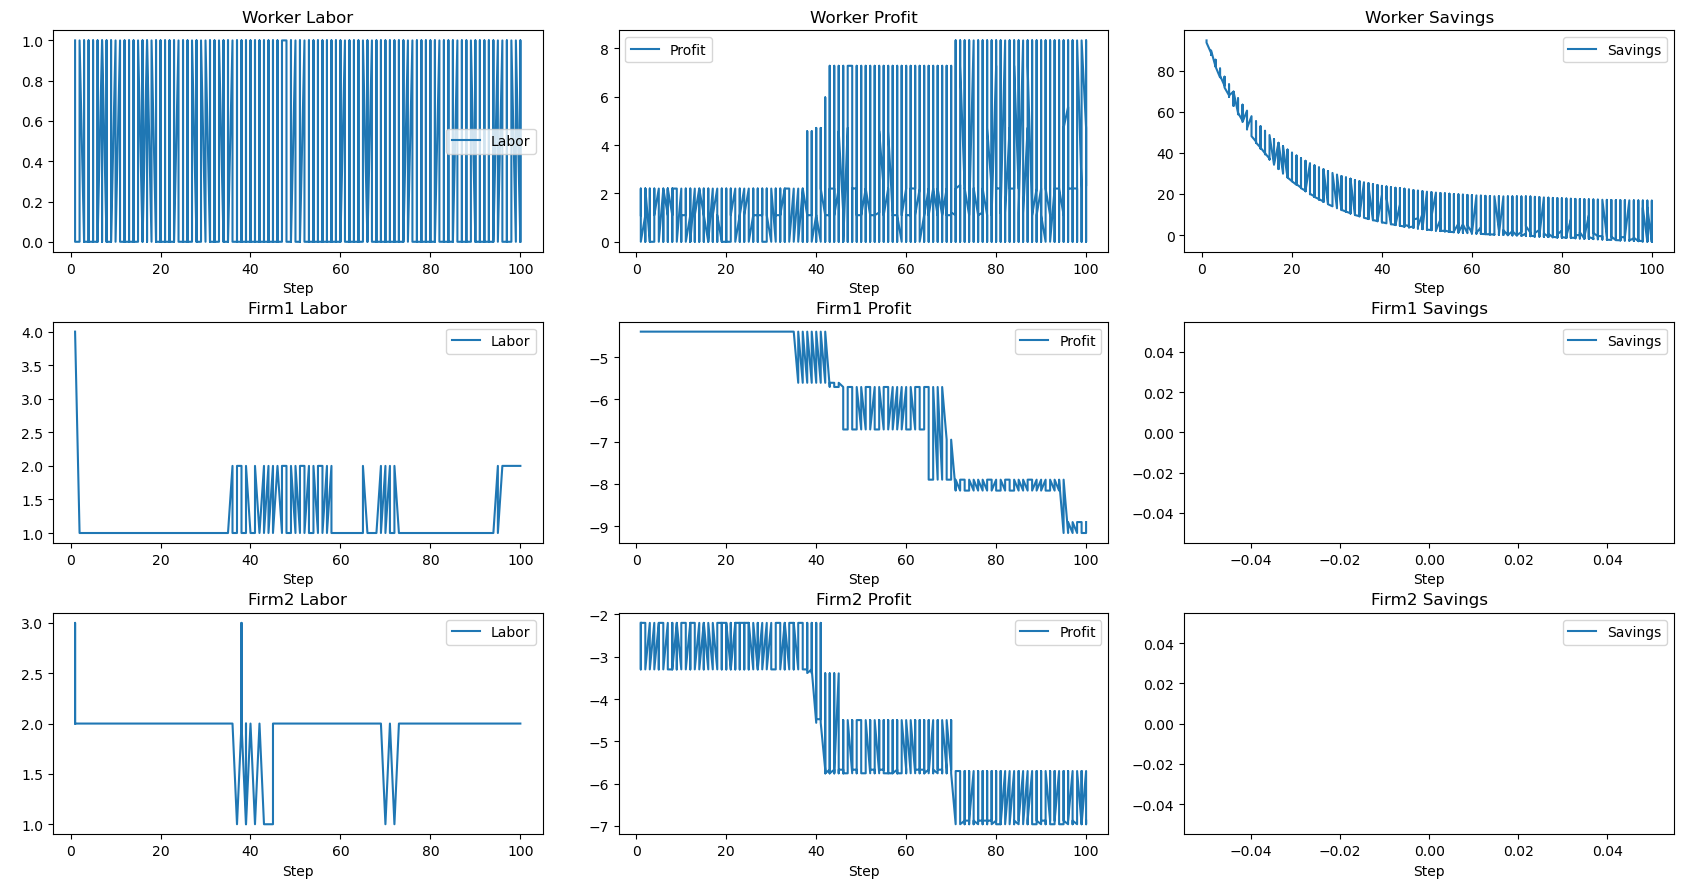 Worker Labor
1.0
0.8
0.6
0.4
0.2
0.0
Labor
0 20 40 60 80 100
Step
Worker Profit
8
6
4
2
0
Profit
0 20 40 60 80 100
Step
Worker Savings
80
60
40
20
0
Savings
0 20 40 60 80 100
Step
Firm1 Labor
4.0
3.5
3.0
2.5
2.0
1.5
1.0
Labor
0 20 40 60 80 100
Step
Firm1 Profit
−5
−6
−7
−8
−9
Profit
0 20 40 60 80 100
Step
Firm1 Savings
0.04
0.02
0.00
−0.02
−0.04
Savings
−0.04 −0.02 0.00 0.02 0.04
Step
Firm2 Labor
3.0
2.5
2.0
1.5
1.0
Labor
0 20 40 60 80 100
Step
Firm2 Profit
−2
−3
−4
−5
−6
−7
Profit
0 20 40 60 80 100
Step
Firm2 Savings
0.04
0.02
0.00
−0.02
−0.04
Savings
−0.04 −0.02 0.00 0.02 0.04
Step